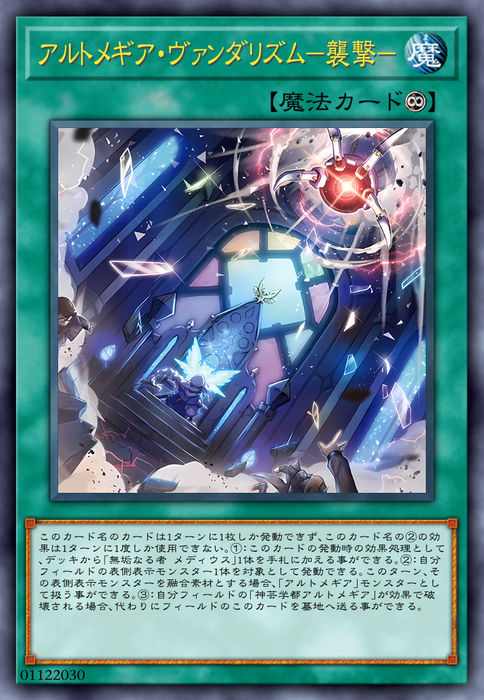 アルトメギア・ヴァンダリズム－襲撃－
魔
【魔法カード】
このカード名のカードは1ターンに1枚しか発動できず、このカード名の②の効
果は1ターンに1度しか使用できない。①：このカードの発動時の効果処理として、
デッキから「無垢なる者 メディウス」1体を手札に加える事ができる。②：自分
フィールドの表側表示モンスター1体を対象として発動できる。このターン、そ
の表側表示モンスターを融合素材とする場合、「アルトメギア」モンスターとし
て扱う事ができる。③：自分フィールドの「神芸学都アルトメギア」が効果で破
壊される場合、代わりにフィールドのこのカードを墓地へ送る事ができる。
01122030